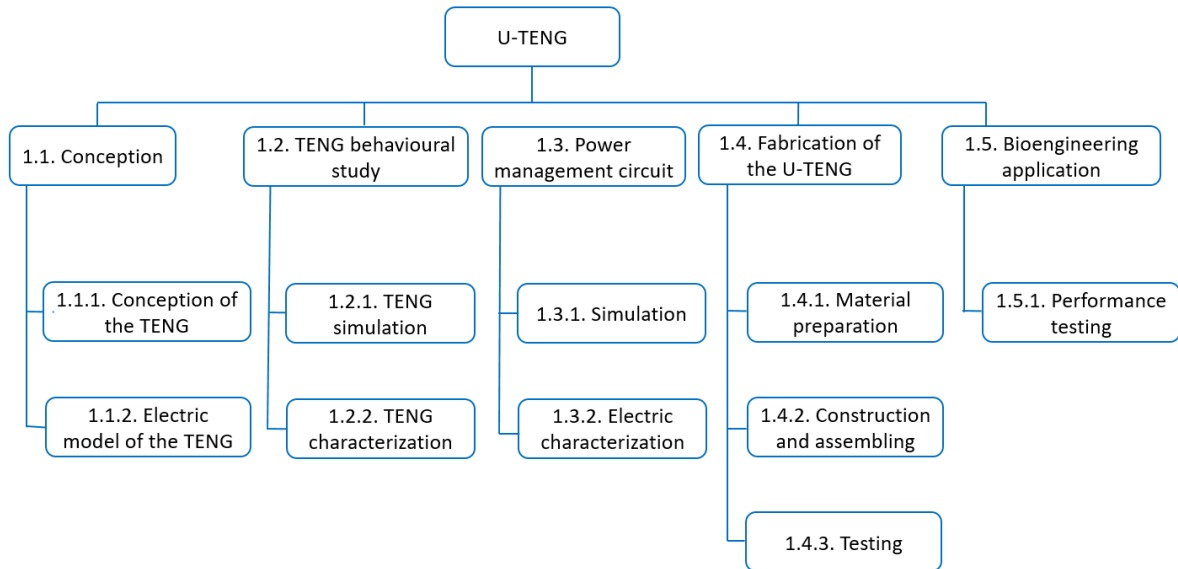 U-TENG
1.1. Conception
1.2. TENG behavioural
study
1.3. Power
management circuit
1.4. Fabrication of
the U-TENG
1.5. Bioengineering
application
1.1.1. Conception of
the TENG
1.2.1. TENG
simulation
1.3.1. Simulation
1.4.1. Material
preparation
1.5.1. Performance
testing
1.1.2. Electric
model of the TENG
1.2.2. TENG
characterization
1.3.2. Electric
characterization
1.4.2. Construction
and assembling
1.4.3. Testing